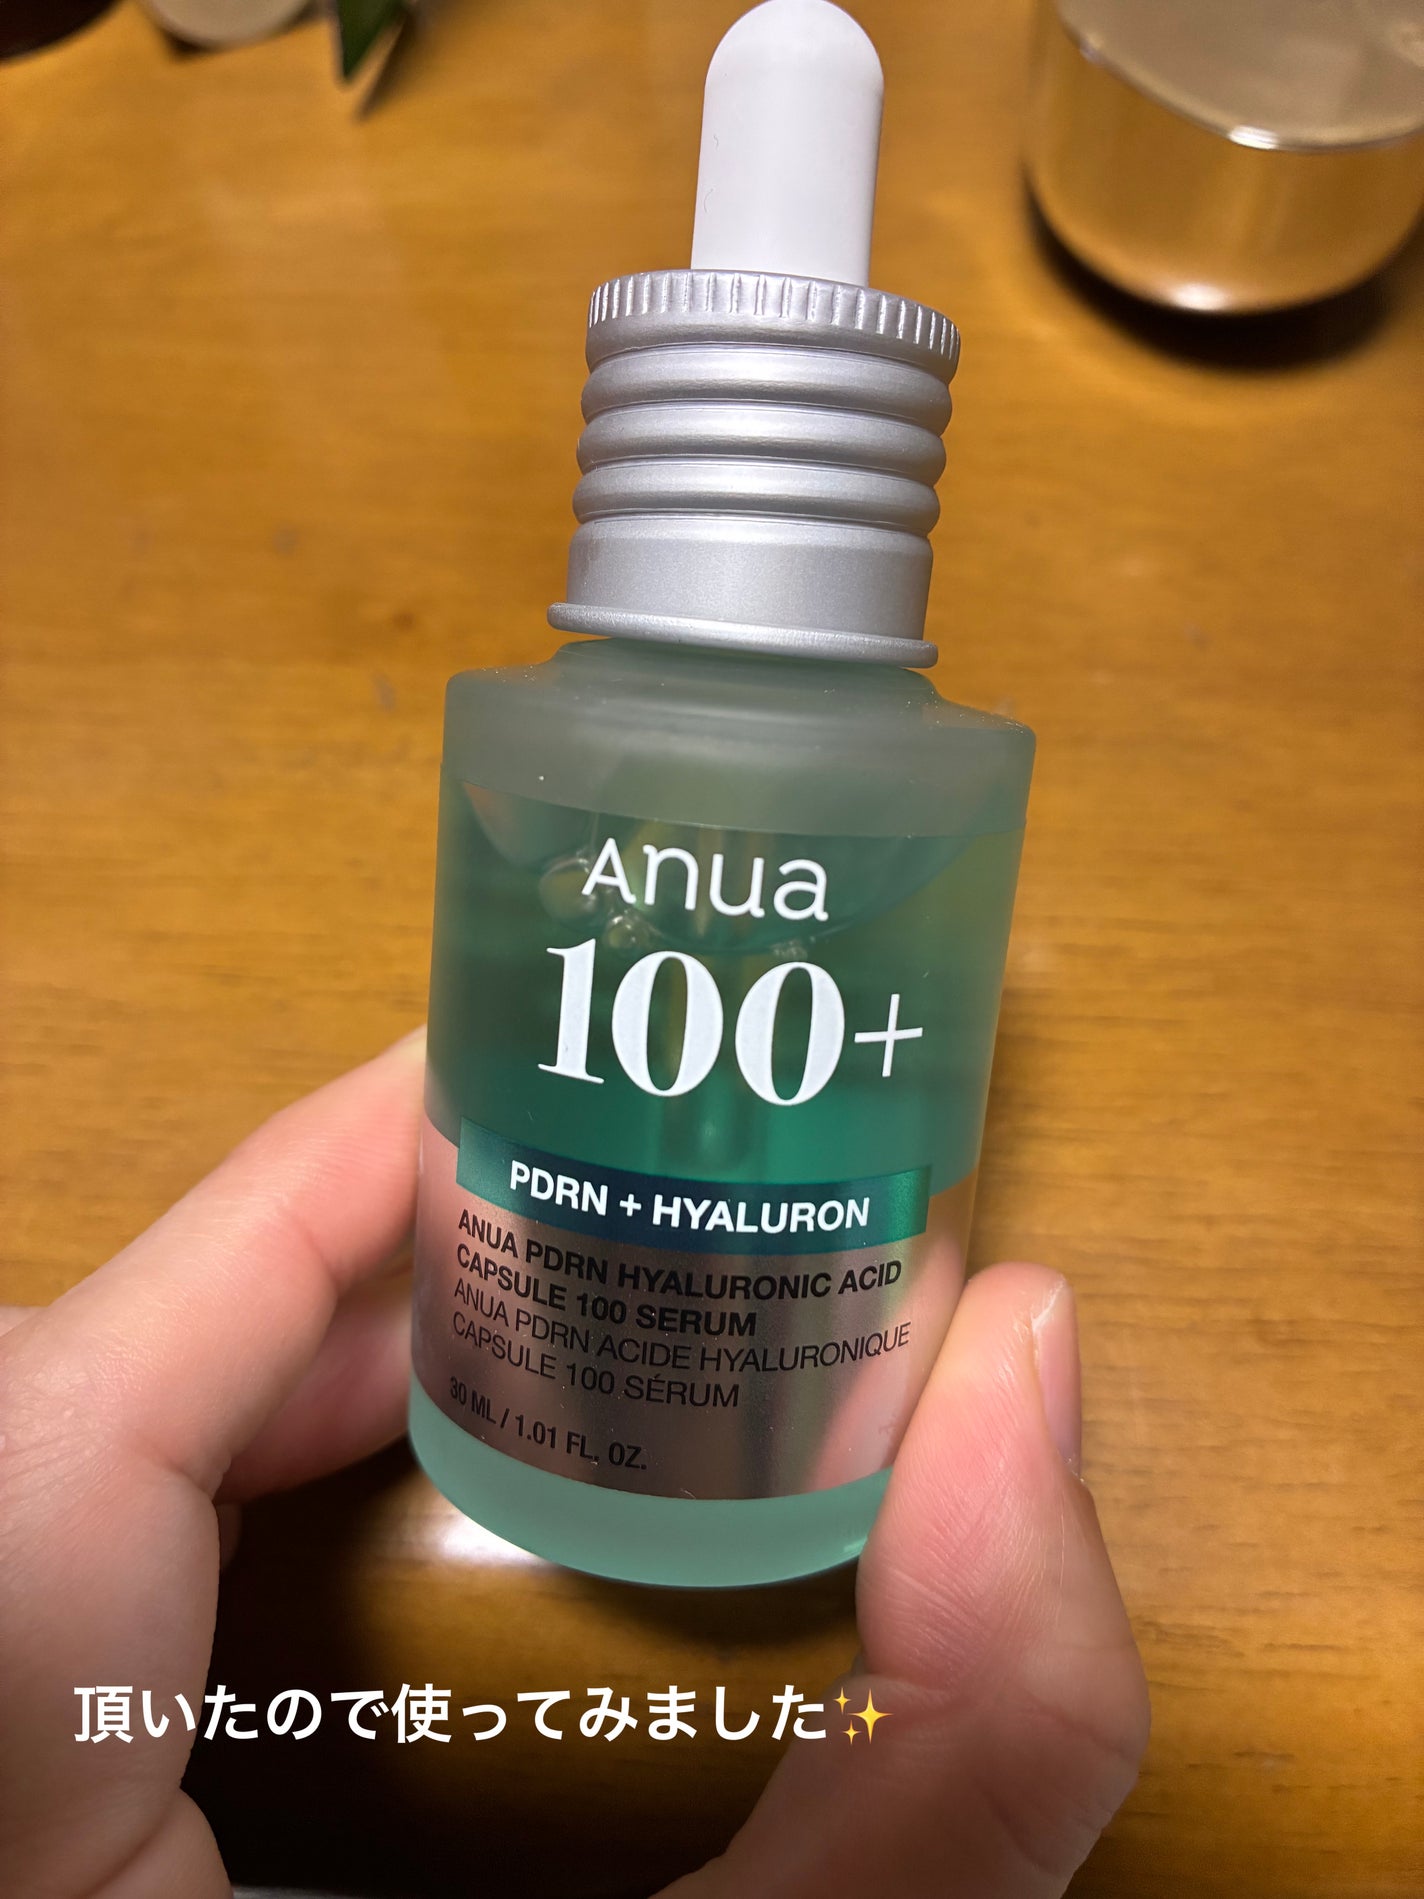 Anua
100+
PDRN + HYALURON
ANUA PDRN HYALURONIC ACID
CAPSULE 100 SERUM
ANUA PDRN ACIDE HYALURONIQUE
CAPSULE 100 SÉRUM
30 ML / 1.01 FL. OZ.
頂いたので使ってみました✨